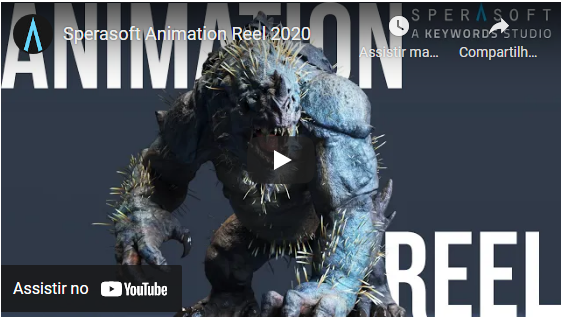 ANIMATION
Sperasoft Animation Reel 2020
SPERASOFT
A KEYWORDS STUDIO
Assistir ma...
Compartilh...
REEL
Assistir no YouTube